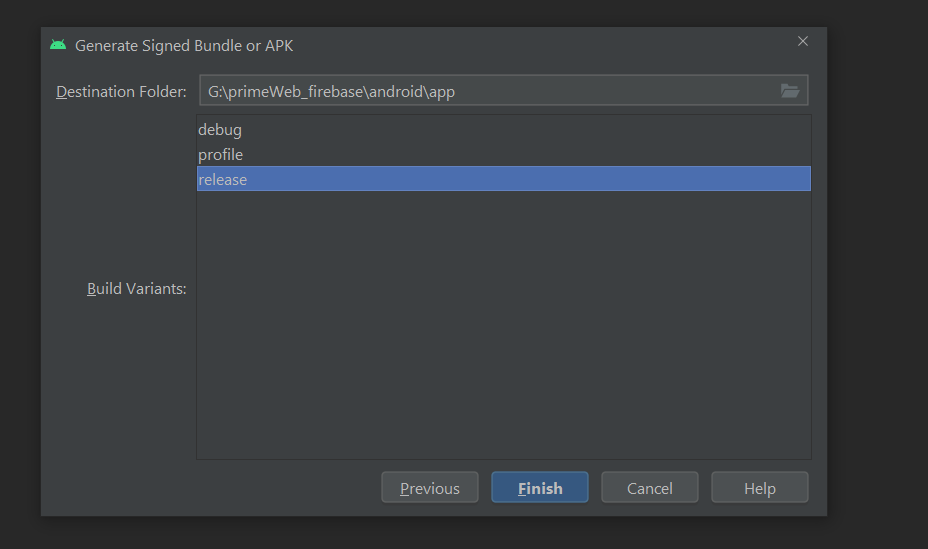 Generate Signed Bundle or APK
Destination Folder: G:\primeWeb_firebase\android\app
debug
profile
release
Build Variants:
Previous Finish Cancel Help